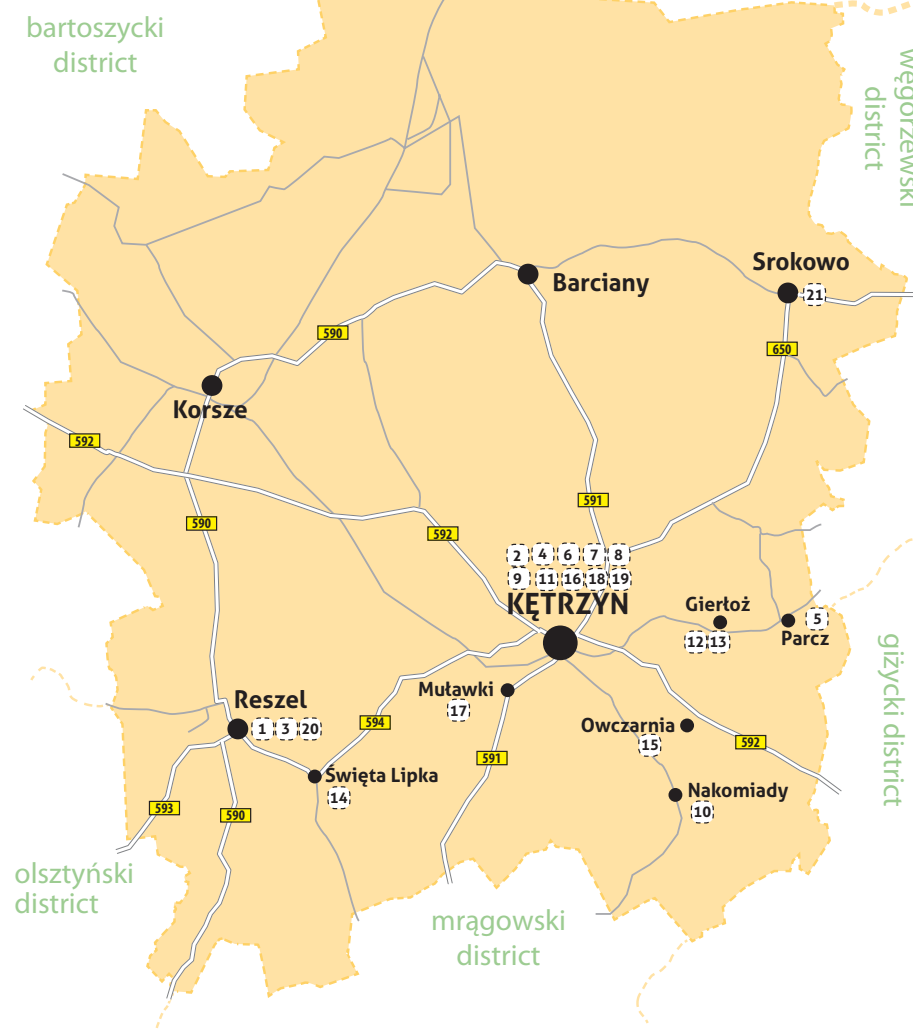 bartoszycki
district
węgorzewski
district
Srokowo
21
Barciany
590
650
Korsze
592
590
591
592
2 4 6 7 8
9 11 16 18 19
KĘTRZYN
Gierłoż
12 13
5
Parcz
giżycki district
Muławki
17
Reszel
1 3 20
594
Owczarnia
15
592
591
Święta Lipka
14
Nakomiady
10
593
590
olsztyński
district
mrągowski
district